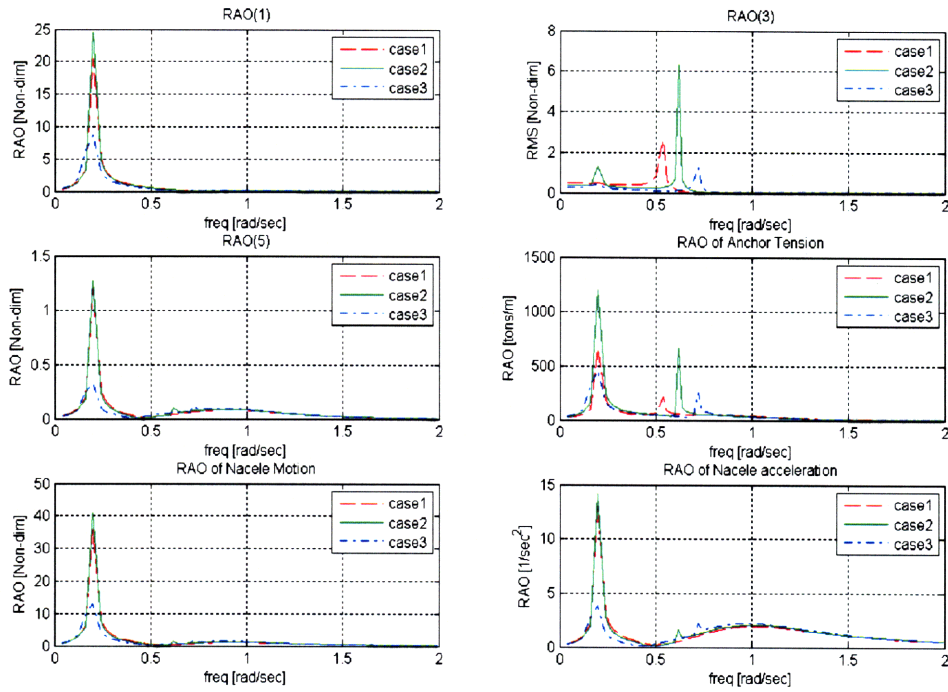 RAO(1)
RAO [Non-dim]
25
20
15
10
5
0
0
0.5
1
1.5
2
freq [rad/sec]
case1
case2
case3
RAO(3)
RMS [Non-dim]
8
6
4
2
0
0
0.5
1
1.5
2
freq [rad/sec]
case1
case2
case3
RAO(5)
RAO [Non-dim]
1.5
1
0.5
0
0
0.5
1
1.5
2
freq [rad/sec]
case1
case2
case3
RAO of Anchor Tension
RAO [tons/m]
1500
1000
500
0
0
0.5
1
1.5
2
freq [rad/sec]
case1
case2
case3
RAO of Nacele Motion
RAO [Non-dim]
50
40
30
20
10
0
0
0.5
1
1.5
2
freq [rad/sec]
case1
case2
case3
RAO of Nacele acceleration
RAO [1/sec²]
15
10
5
0
0
0.5
1
1.5
2
freq [rad/sec]
case1
case2
case3